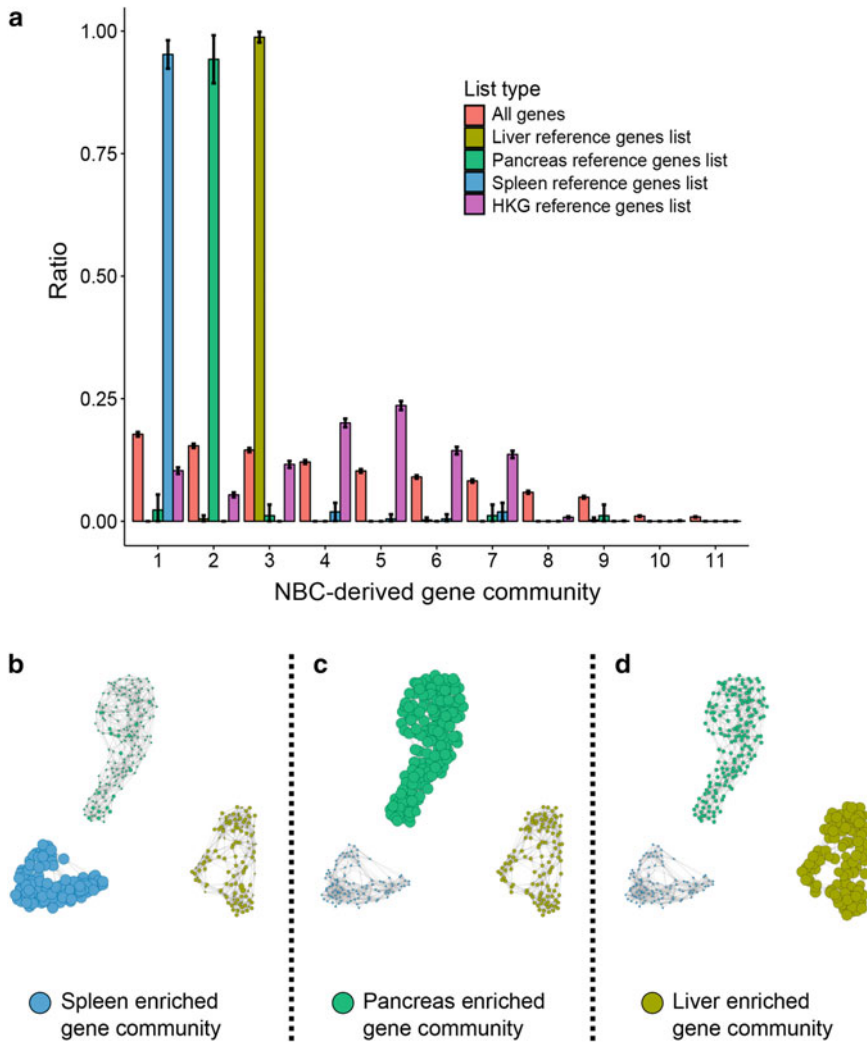 a
1.00
0.75
0.50
0.25
0.00
Ratio
List type
All genes
Liver reference genes list
Pancreas reference genes list
Spleen reference genes list
HKG reference genes list
1 2 3 4 5 6 7 8 9 10 11
NBC-derived gene community
b
c
d
Spleen enriched
gene community
Pancreas enriched
gene community
Liver enriched
gene community